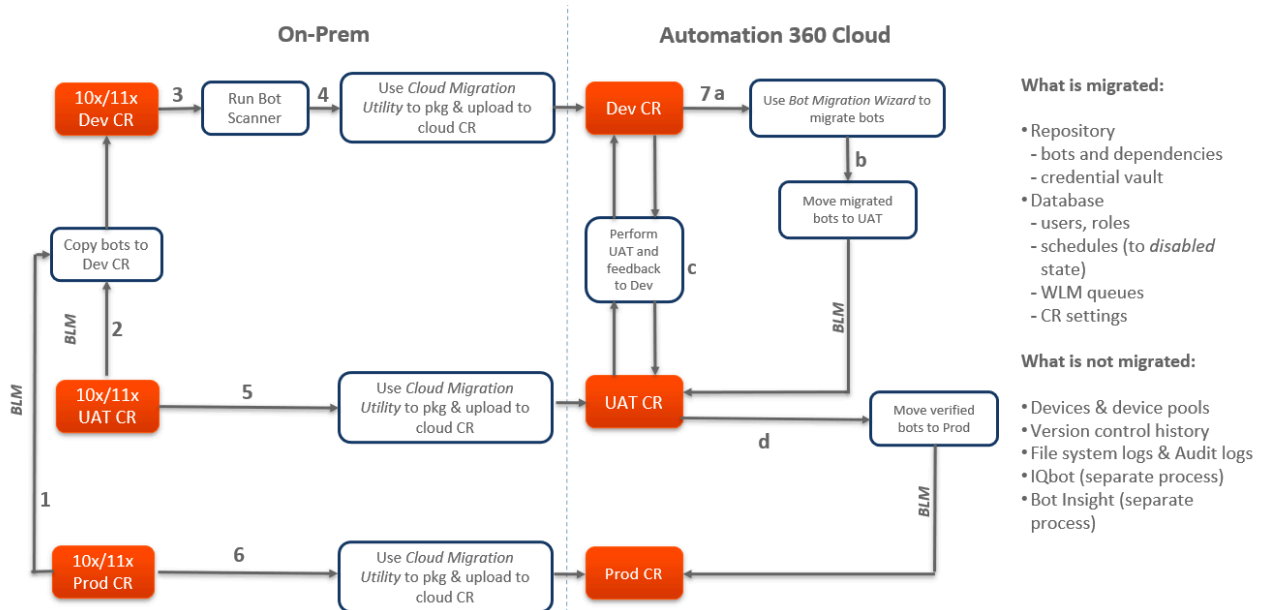 On-Prem
Automation 360 Cloud
10x/11x
Dev CR
3
Run Bot
Scanner
4
Use Cloud Migration
Utility to pkg & upload to
cloud CR
Dev CR
7 a
Use Bot Migration Wizard to
migrate bots
b
Move migrated
bots to UAT
Copy bots to
Dev CR
Perform
UAT and
feedback
to Dev
c
BLM
2
BLM
BLM
10x/11x
UAT CR
5
Use Cloud Migration
Utility to pkg & upload to
cloud CR
UAT CR
d
Move verified
bots to Prod
BLM
1
10x/11x
Prod CR
6
Use Cloud Migration
Utility to pkg & upload to
cloud CR
Prod CR
What is migrated:
• Repository
- bots and dependencies
- credential vault
• Database
- users, roles
- schedules (to disabled
state)
- WLM queues
- CR settings
What is not migrated:
• Devices & device pools
• Version control history
• File system logs & Audit logs
• IQbot (separate process)
• Bot Insight (separate
process)